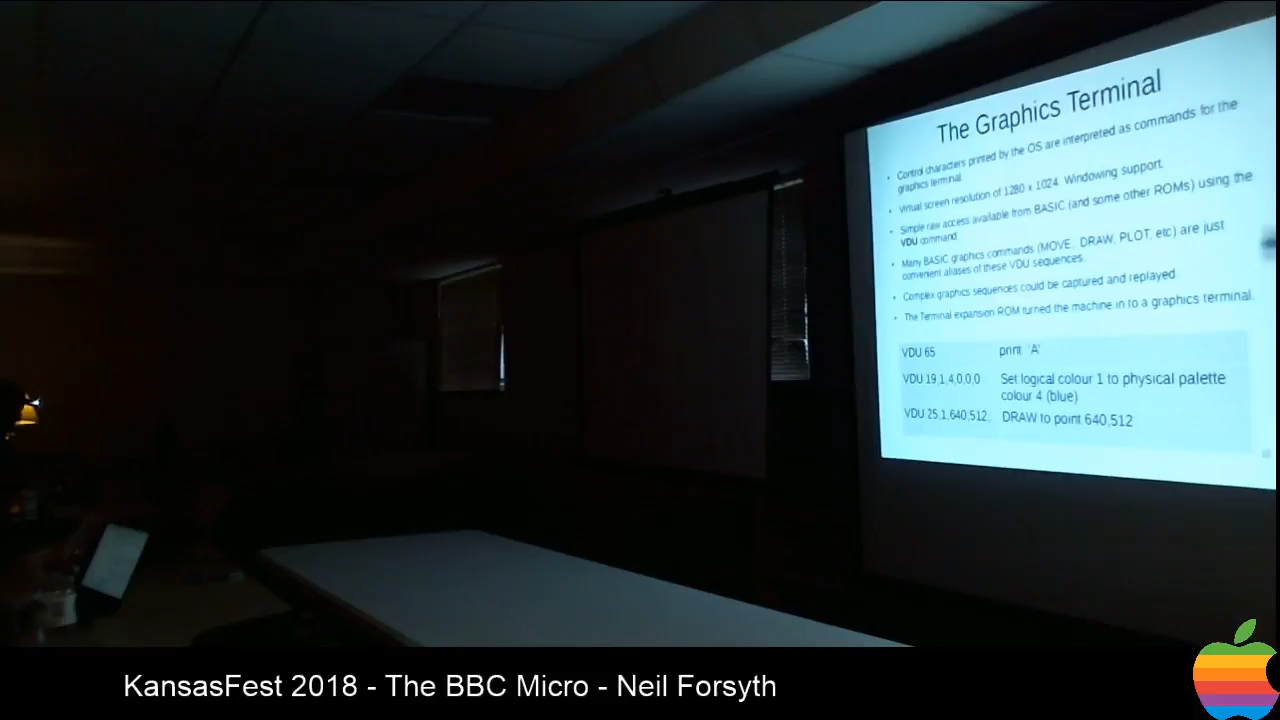 The Graphics Terminal
• Control characters printed by the OS are interpreted as commands for the
graphics terminal.
• Virtual screen resolution of 1280 x 1024. Windowing support.
• Simple raw access available from BASIC (and some other ROMs) using the
VDU command.
• Many BASIC graphics commands (MOVE, DRAW, PLOT, etc) are just
convenient aliases of these VDU sequences.
• Complex graphics sequences could be captured and replayed.
• The Terminal expansion ROM turned the machine in to a graphics terminal.
VDU 65 print 'A'
VDU 19,1,4,0,0,0 Set logical colour 1 to physical palette
colour 4 (blue)
VDU 25,1,640,512, DRAW to point 640,512
KansasFest 2018 - The BBC Micro - Neil Forsyth